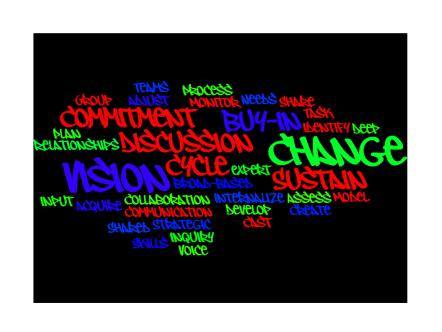 TEAMS PROCESS
GROUP ADJUST MONITOR NEEDS SHARE
COMMITMENT BUY-IN TASK
PLAN IDENTIFY DEEP
RELATIONSHIPS DISCUSSION CHANGE
VISION CYCLE EXPERT SUSTAIN
BROAD-BASED
INPUT ACQUIRE COLLABORATION INTERNALIZE ASSESS MODEL
COMMUNICATION DEVELOP CREATE
SHARED STRATEGIC CAST
SKILLS INQUIRY
VOICE